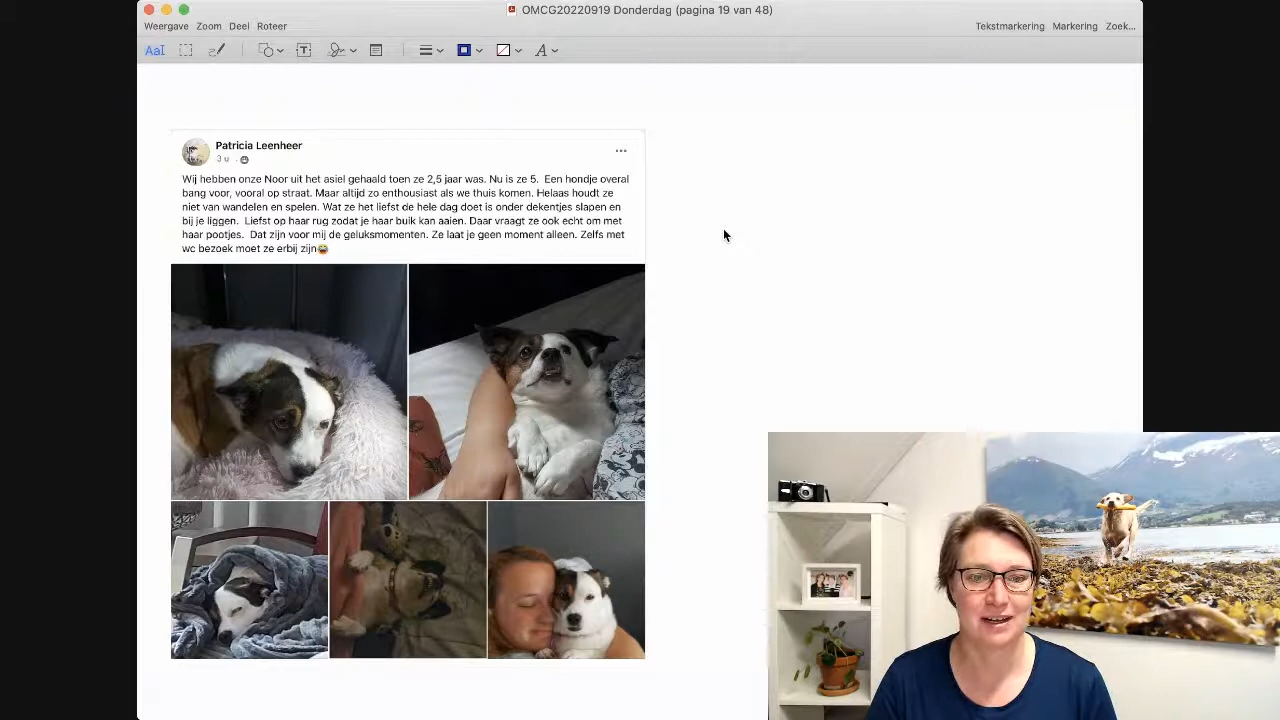 OMCG20220919 Donderdag (pagina 19 van 48)
Weergave Zoom Deel Roteer Tekstmarkering Markering Zoek...
AaI T A
Patricia Leenheer
3 u ·
Wij hebben onze Noor uit het asiel gehaald toen ze 2,5 jaar was. Nu is ze 5. Een hondje overal
bang voor, vooral op straat. Maar altijd zo enthousiast als we thuis komen. Helaas houdt ze
niet van wandelen en spelen. Wat ze het liefst de hele dag doet is onder dekentjes slapen en
bij je liggen. Liefst op haar rug zodat je haar buik kan aaien. Daar vraagt ze ook echt om met
haar pootjes. Dat zijn voor mij de geluksmomenten. Ze laat je geen moment alleen. Zelfs met
wc bezoek moet ze erbij zijn😂